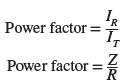 Power factor = I_R / I_T
Power factor = Z / R